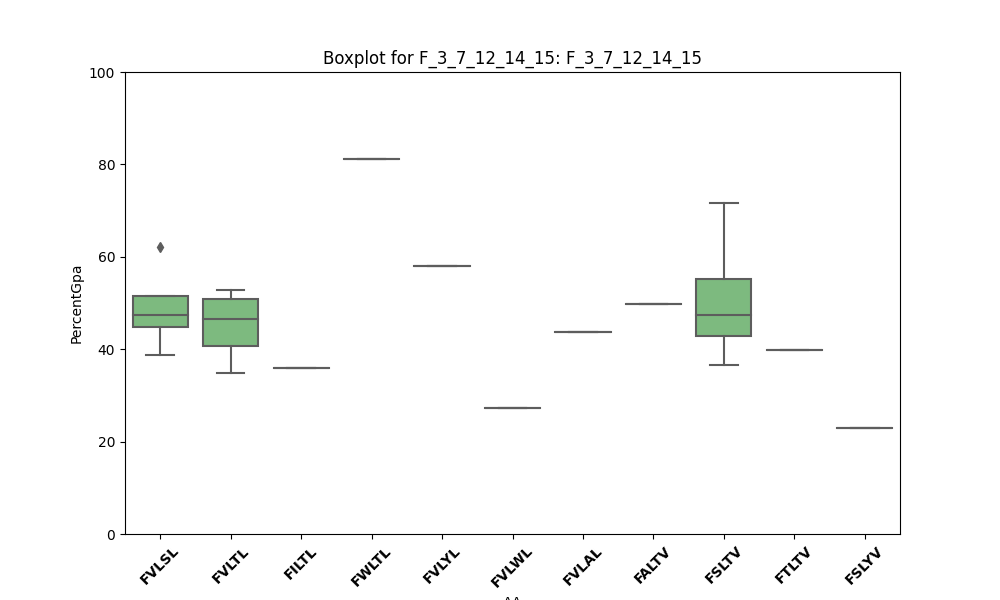 Boxplot for F_3_7_12_14_15: F_3_7_12_14_15
100
80
60
40
20
0
PercentGpa
FVLSL
FVLTL
FILTL
FWLTL
FVLYL
FVLWL
FVLAL
FALTV
FSLTV
FTLTV
FSLYV